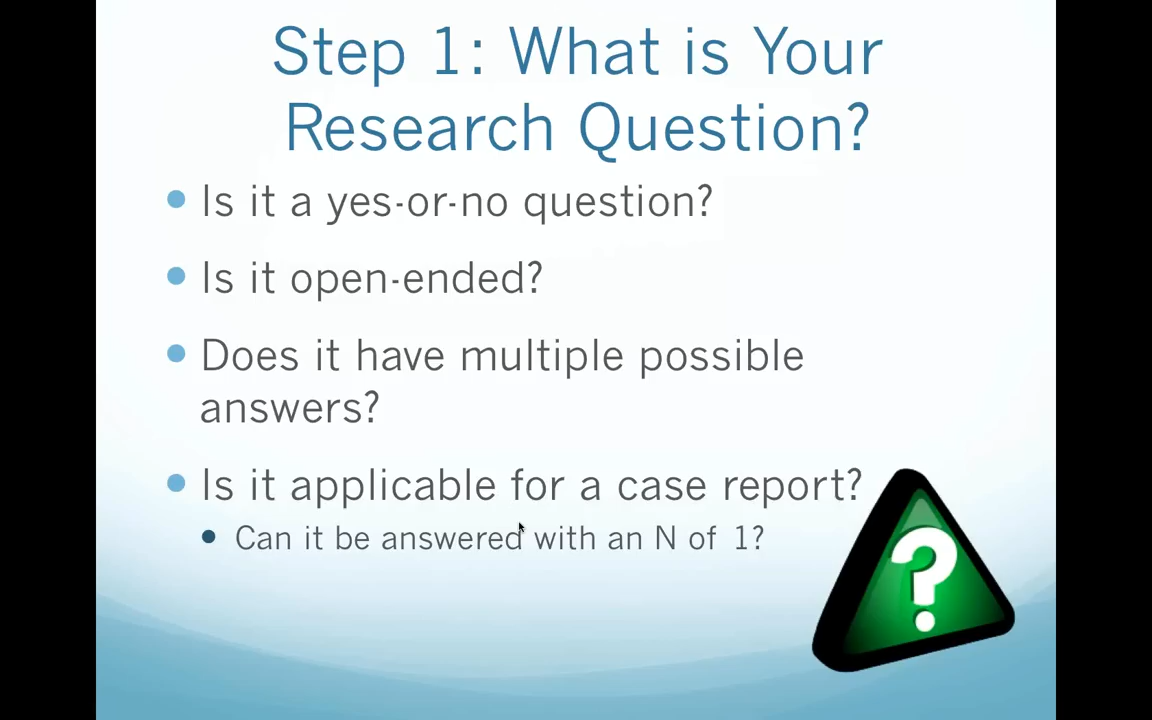 Step 1: What is Your
Research Question?
Is it a yes-or-no question?
Is it open-ended?
Does it have multiple possible
answers?
Is it applicable for a case report?
Can it be answered with an N of 1?
?